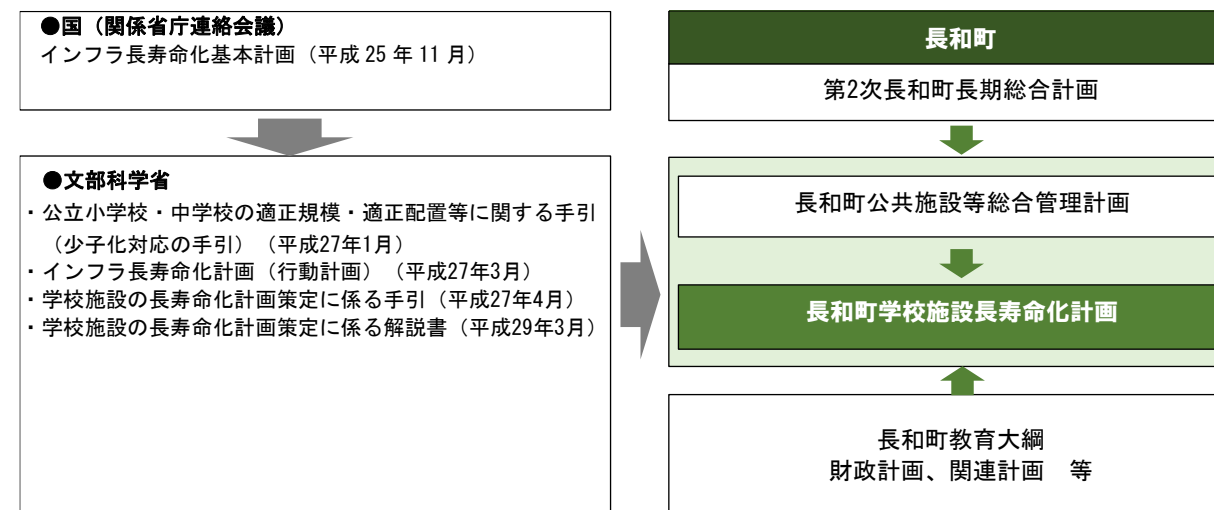 ●国（関係省庁連絡会議）
インフラ長寿命化基本計画（平成 25 年 11 月）
●文部科学省
・公立小学校・中学校の適正規模・適正配置等に関する手引
（少子化対応の手引）（平成27年1月）
・インフラ長寿命化計画（行動計画）（平成27年3月）
・学校施設の長寿命化計画策定に係る手引（平成27年4月）
・学校施設の長寿命化計画策定に係る解説書（平成29年3月）
長和町
第2次長和町長期総合計画
長和町公共施設等総合管理計画
長和町学校施設長寿命化計画
長和町教育大綱
財政計画、関連計画　等